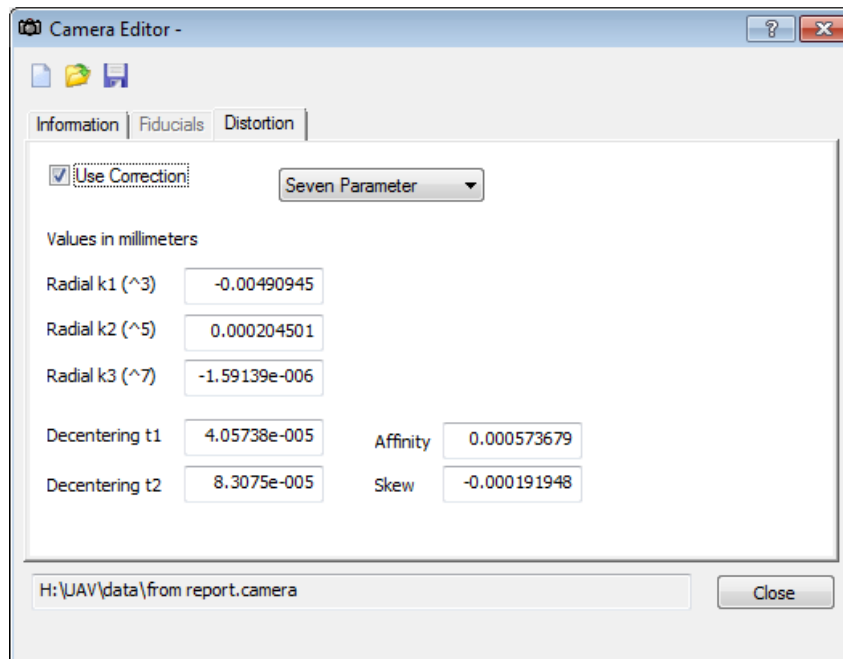 Camera Editor -
Information Fiducials Distortion
Use Correction Seven Parameter
Values in millimeters
Radial k1 (^3) -0.00490945
Radial k2 (^5) 0.000204501
Radial k3 (^7) -1.59139e-006
Decentering t1 4.05738e-005 Affinity 0.000573679
Decentering t2 8.3075e-005 Skew -0.000191948
H:\UAV\data\from report.camera Close